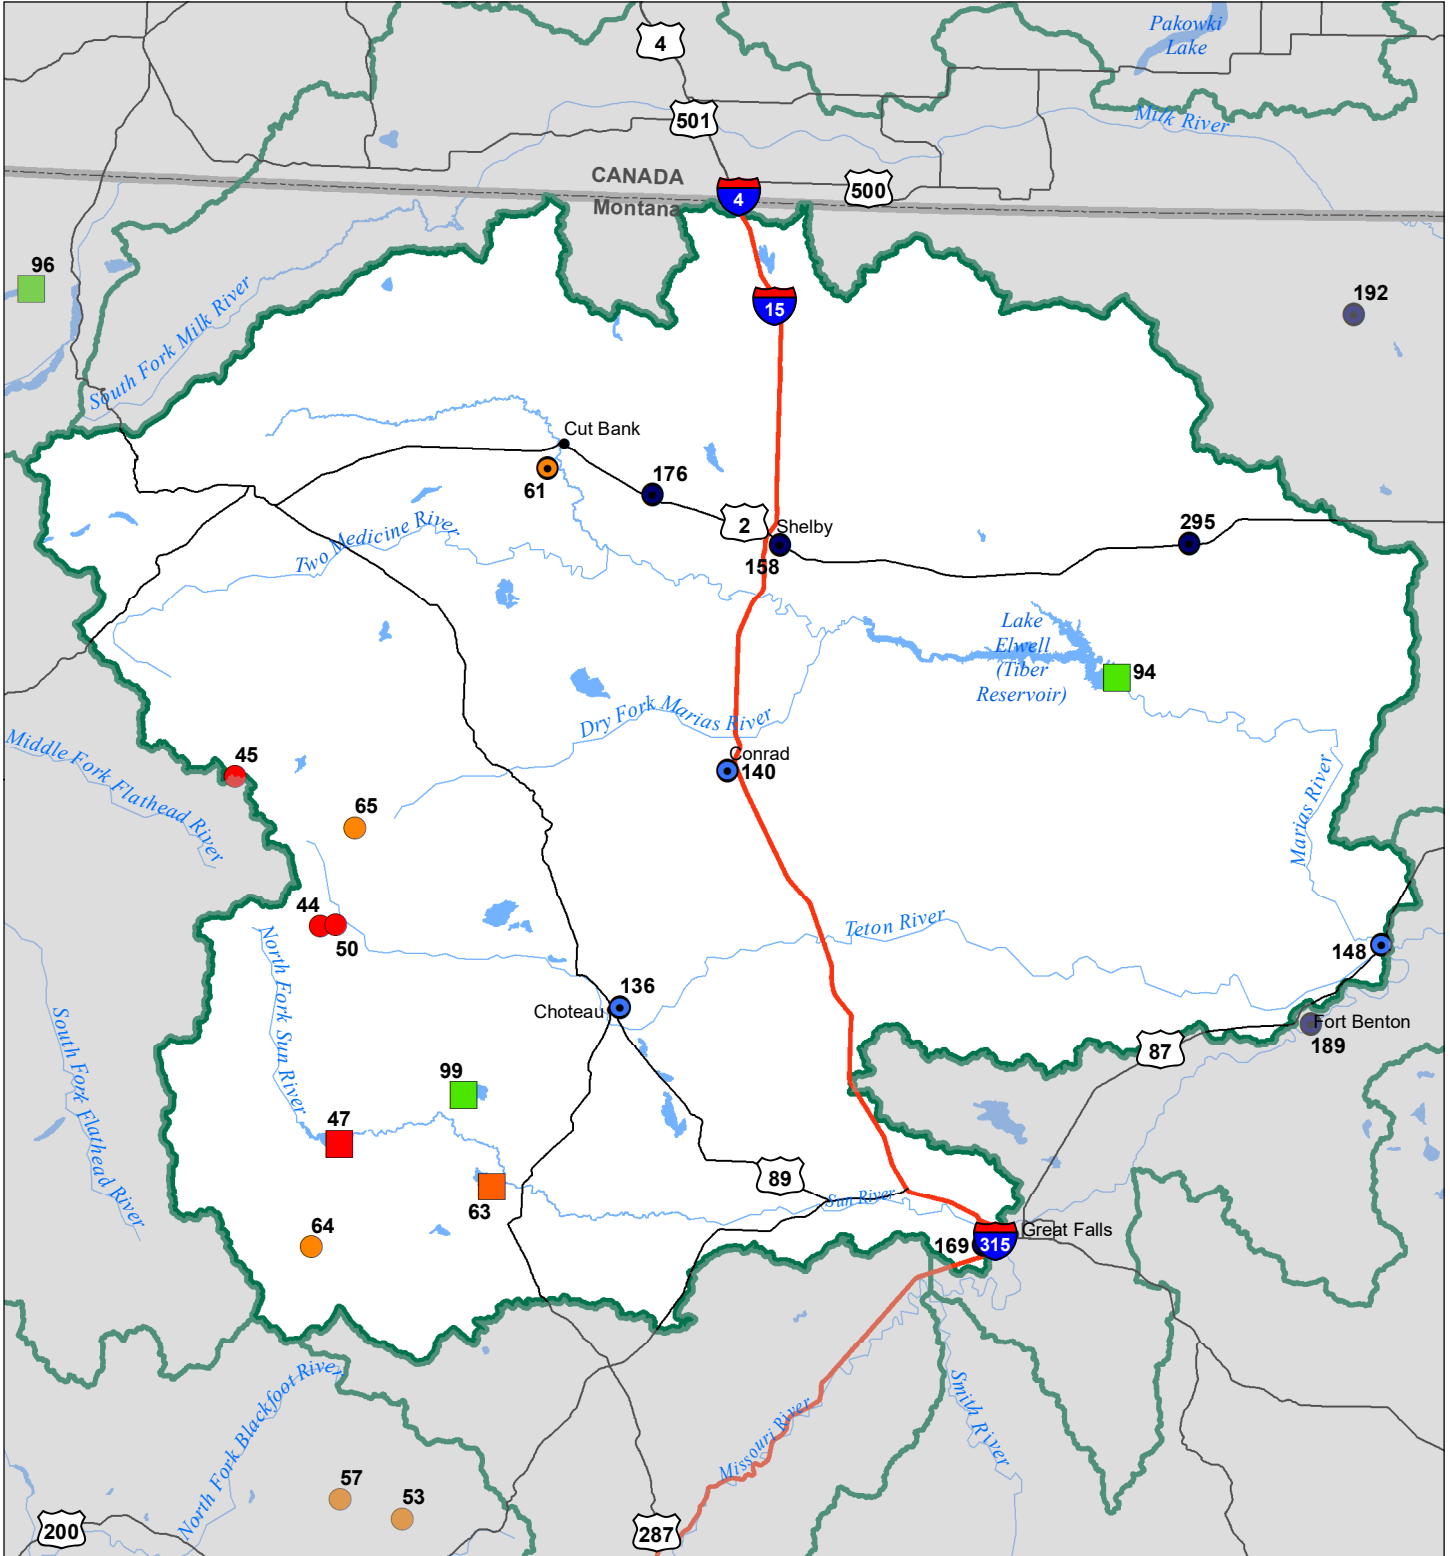 Pakowki
Lake
4
501
Milk River
CANADA
4
500
Montana
96
15
192
South Fork Milk River
Cut Bank
61
176
2
Shelby
295
Two Medicine River
158
Lake
Elwell
(Tiber
Reservoir)
94
Dry Fork Marias River
Middle Fork Flathead River
45
Conrad
140
65
Marias River
44
50
Teton River
148
North Fork Sun River
136
Choteau
Fort Benton
189
87
South Fork Flathead River
99
47
63
89
Sun River
64
169
315
Great Falls
North Fork Blackfoot River
Missouri River
Smith River
57
53
200
287